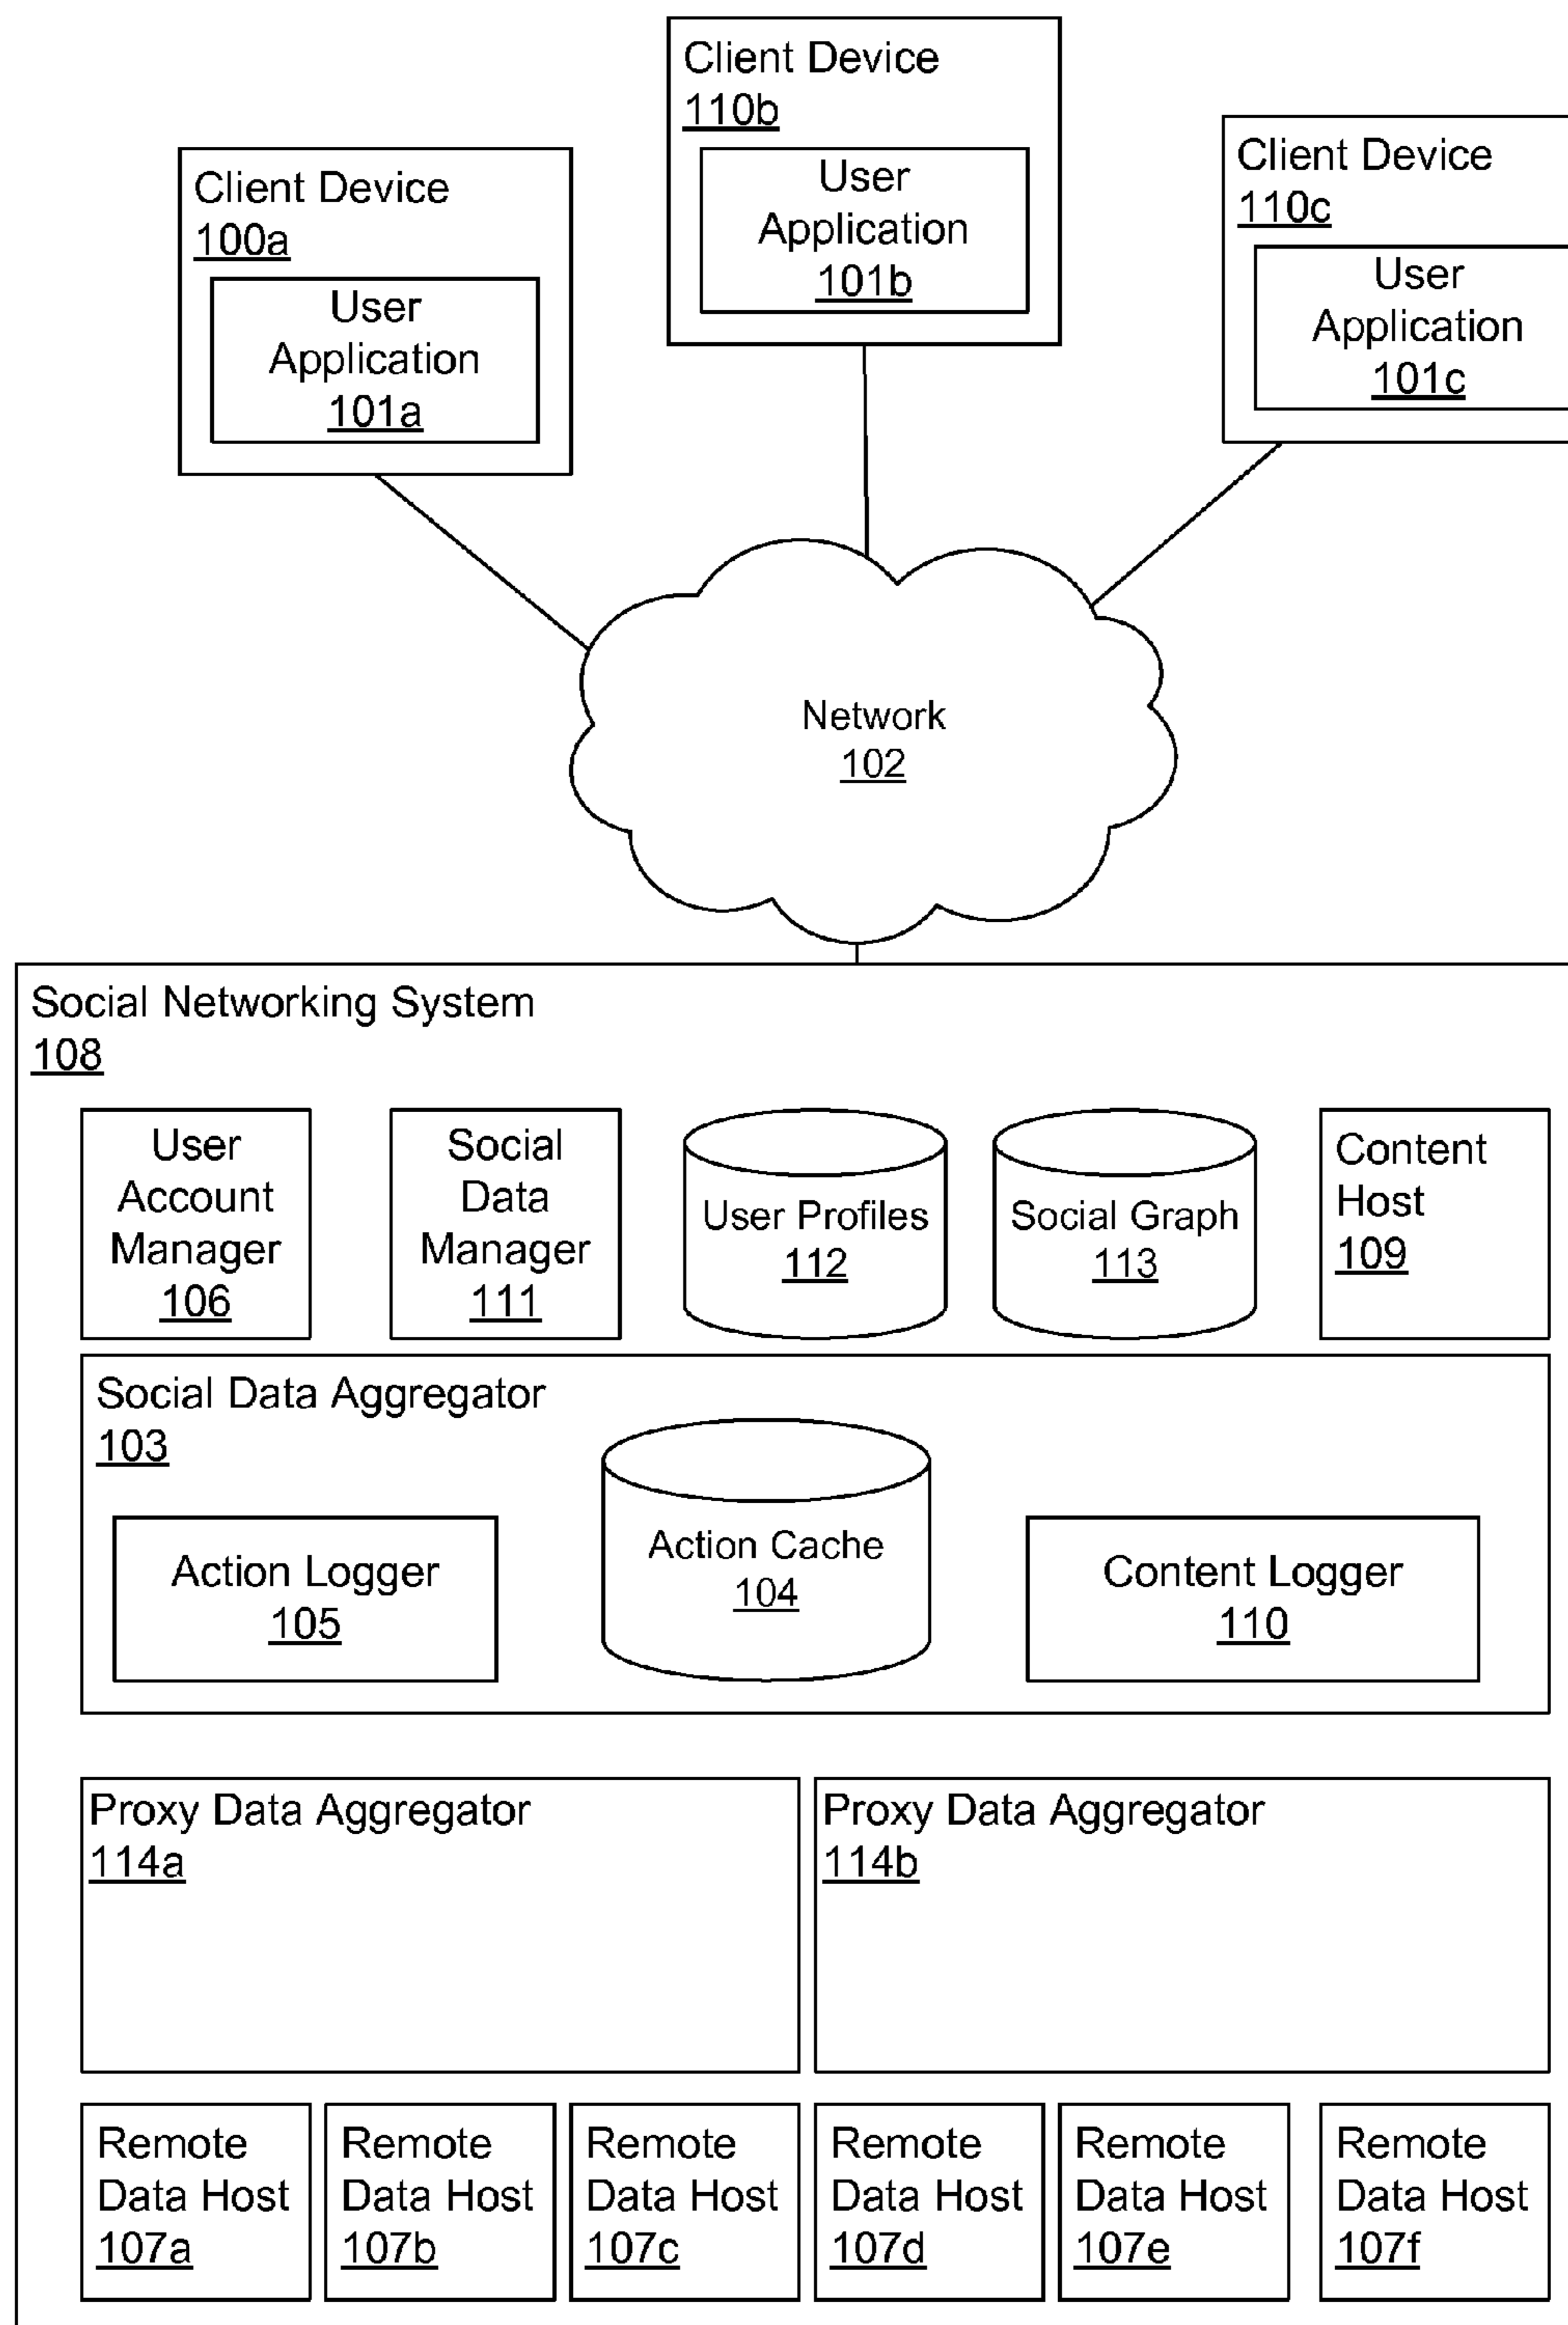 Client Device
110b
User
Application
101b
Client Device
110c
User
Application
101c
Client Device
100a
User
Application
101a
Network
102
Social Networking System
108
User
Account
Manager
106
Social
Data
Manager
111
User Profiles
112
Social Graph
113
Content
Host
109
Social Data Aggregator
103
Action Logger
105
Action Cache
104
Content Logger
110
Proxy Data Aggregator
114a
Proxy Data Aggregator
114b
Remote
Data Host
107a
Remote
Data Host
107b
Remote
Data Host
107c
Remote
Data Host
107d
Remote
Data Host
107e
Remote
Data Host
107f